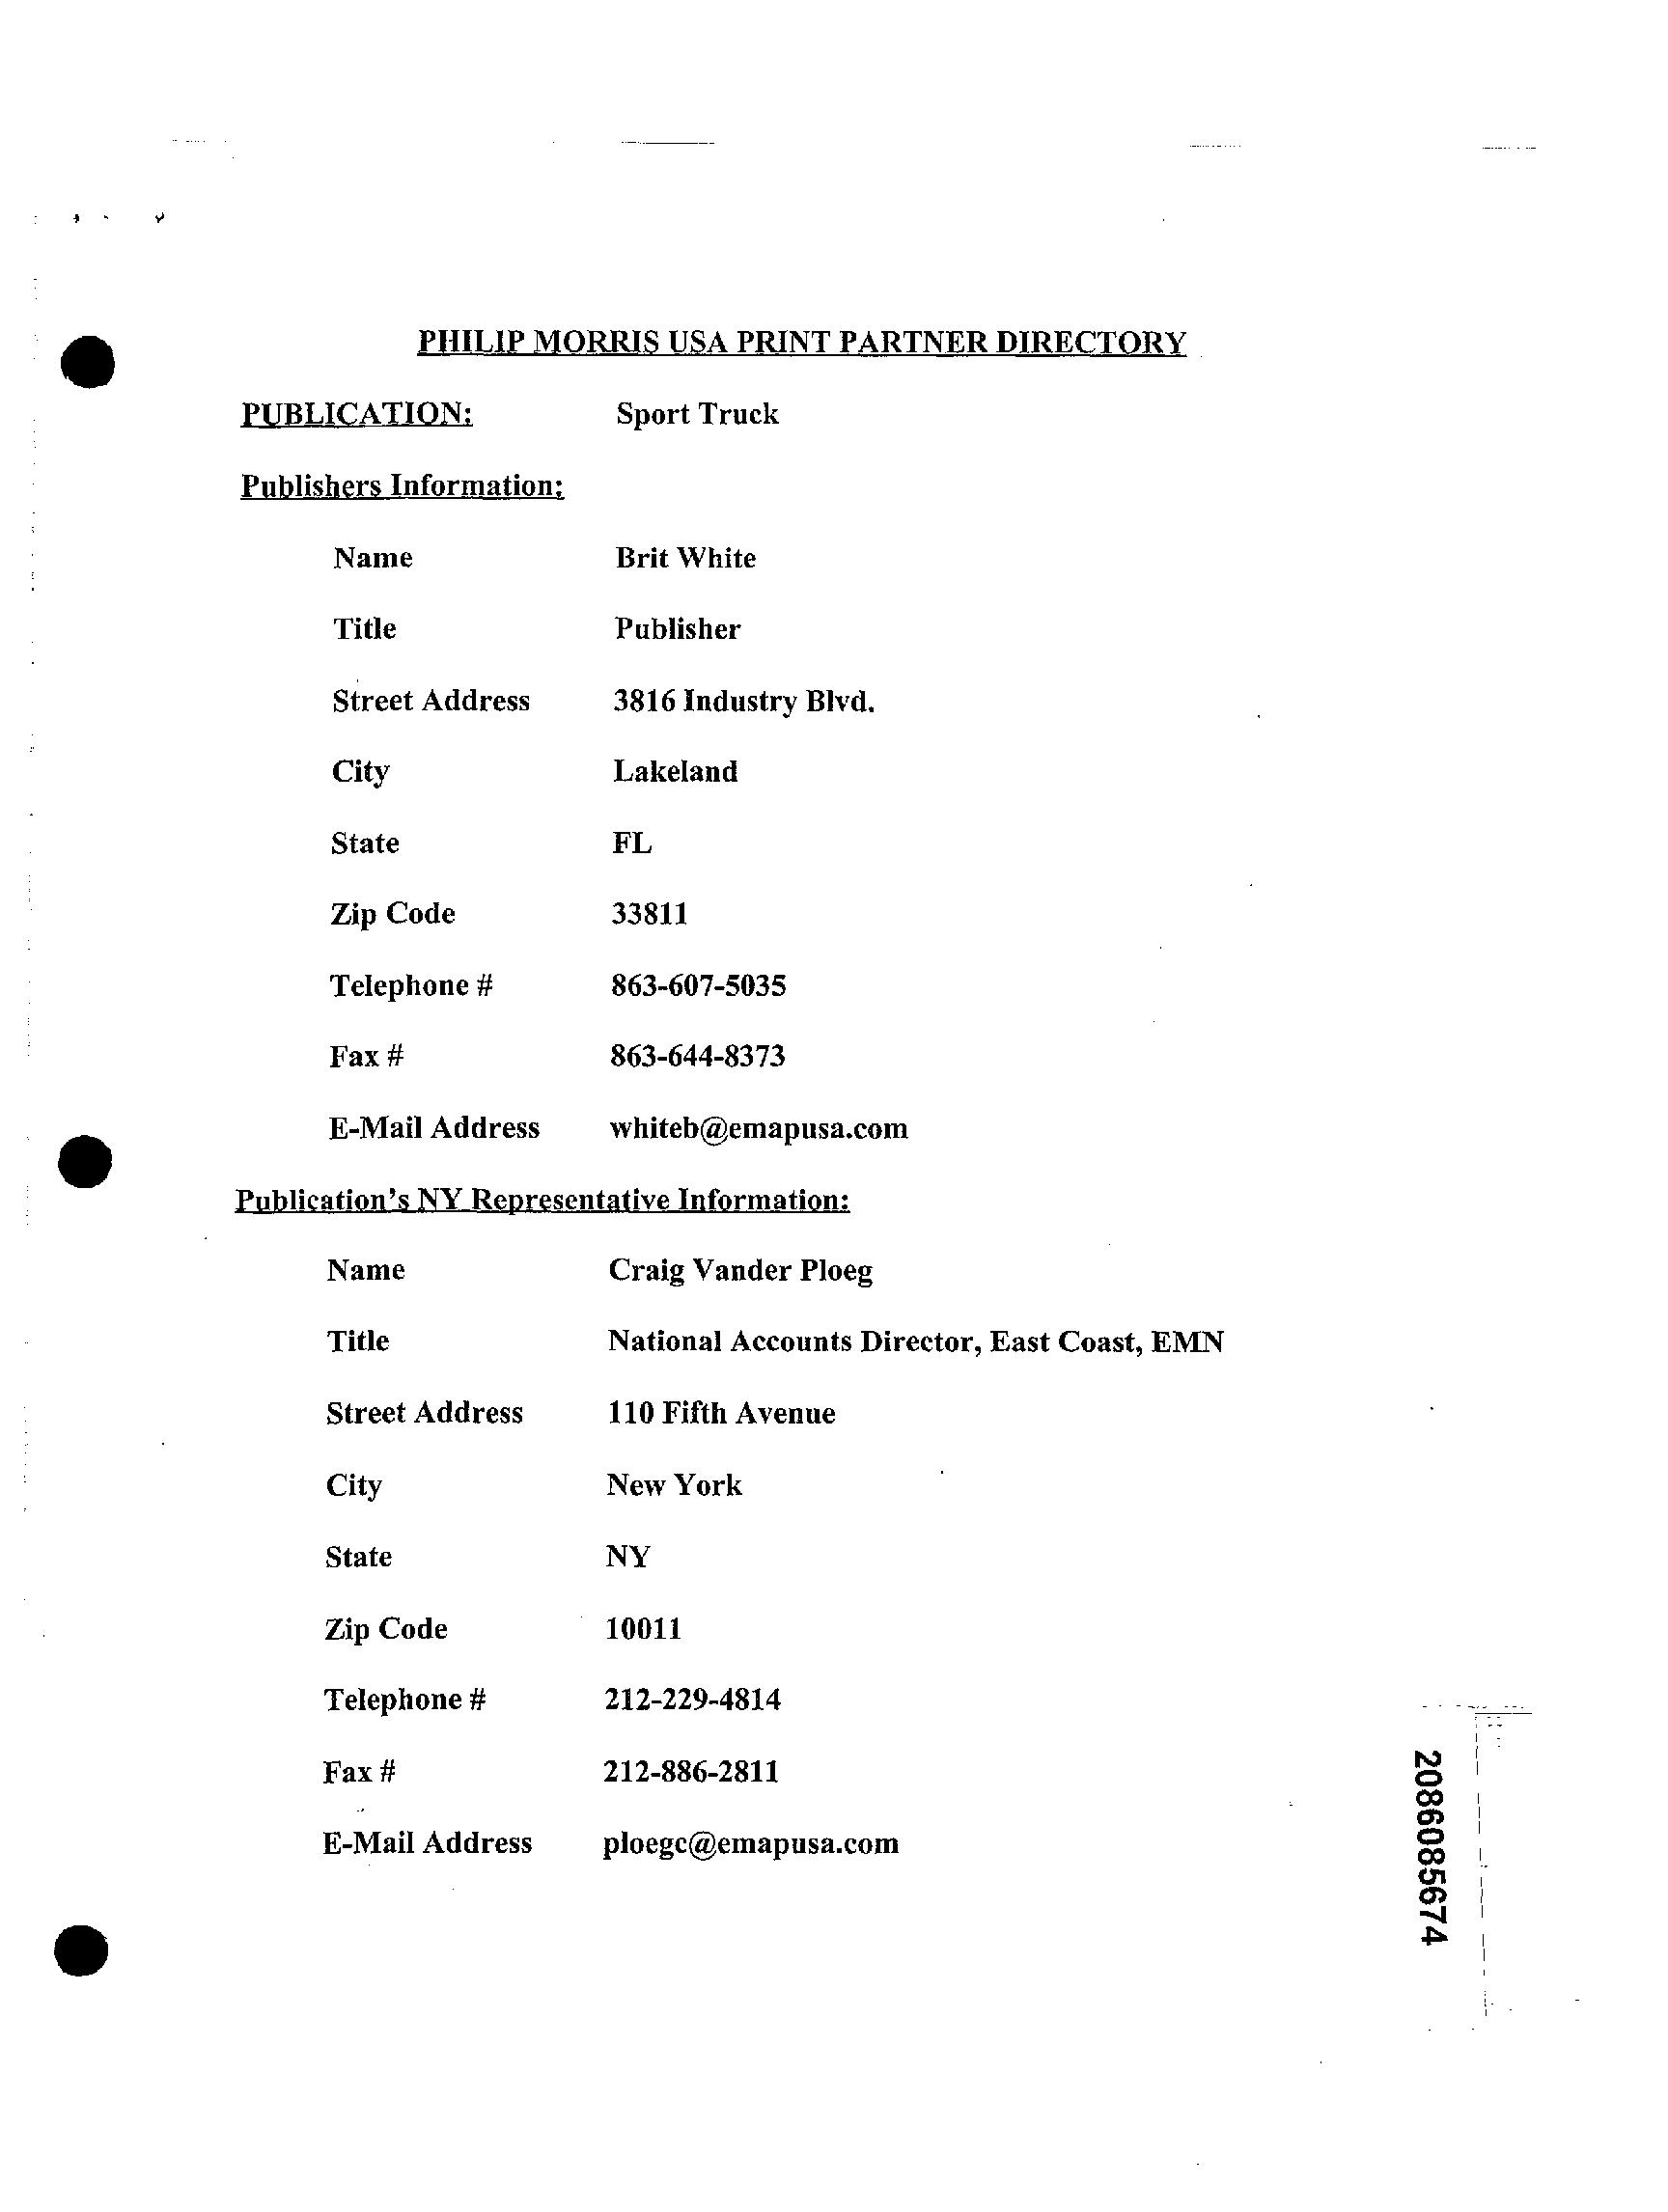 PHILIP MORRIS USA PRINT PARTNER DIRECTORY
PUBLICATION: Sport Truck
Publishers Information:
Name Brit White
Title Publisher
Street Address 3816 Industry Blvd.
City Lakeland
State FL
Zip Code 33811
Telephone # 863-607-5035
Fax # 863-644-8373
E-Mail Address whiteb@emapusa.com
Publication's NY Representative Information:
Name Craig Vander Ploeg
Title National Accounts Director, East Coast, EMN
Street Address 110 Fifth Avenue
City New York
State NY
Zip Code 10011
Telephone # 212-229-4814
Fax # 212-886-2811
E-Mail Address ploegc@emapusa.com
2086085674